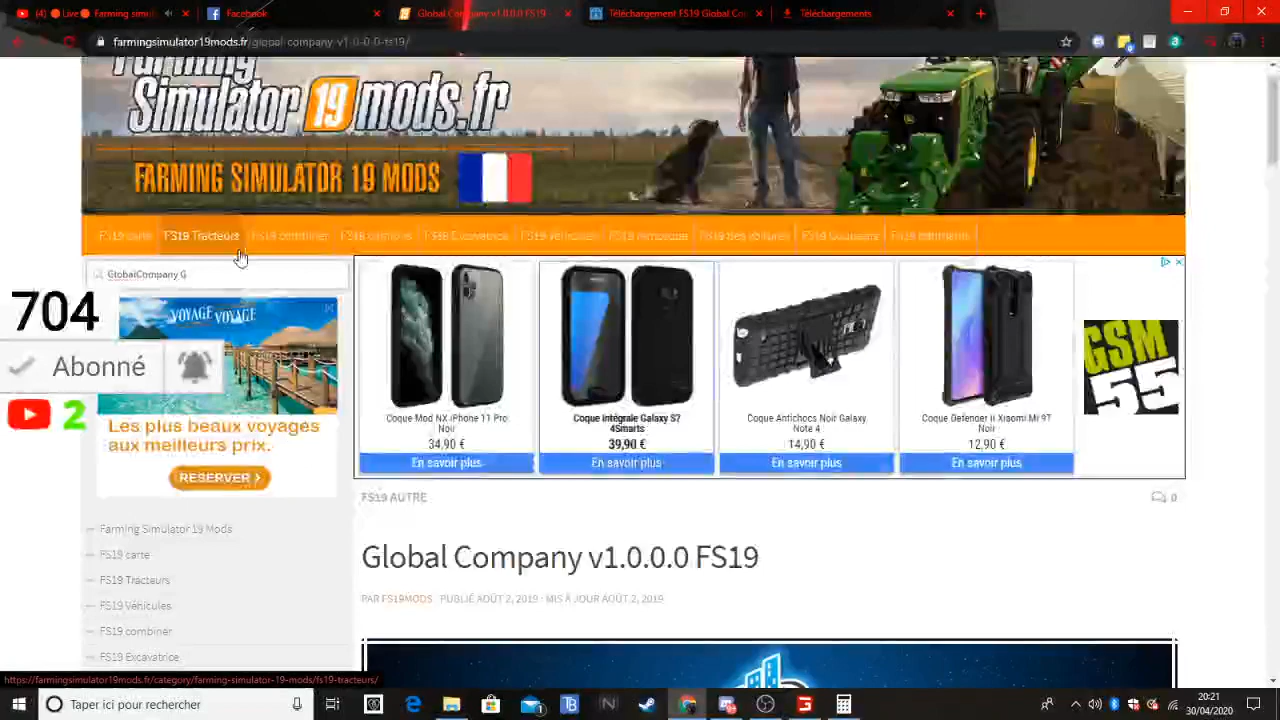 (4) 🔴 Live🔴 Farming simul
Facebook
Global Company v1.0.0.0 FS19 -
Téléchargement FS19 Global Co
Téléchargements
farmingsimulator19mods.fr/global-company-v1-0-0-0-fs19/
Farming
Simulator 19 mods.fr
FARMING SIMULATOR 19 MODS
FS19 carte
FS19 Tracteurs
FS19 combiner
FS19 camions
FS19 Excavatrice
FS19 Véhicules
FS19 Remorque
FS19 des voitures
FS19 Coupeurs
FS19 bâtiments
GlobalCompany G
704
Abonné
2
VOYAGE VOYAGE
Les plus beaux voyages
aux meilleurs prix.
RESERVER >
Coque Mod NX iPhone 11 Pro
Noir
34,90 €
En savoir plus
Coque Intégrale Galaxy S7
4Smarts
39,90 €
En savoir plus
Coque Antichocs Noir Galaxy
Note 4
14,90 €
En savoir plus
Coque Defender II Xiaomi Mi 9T
Noir
12,90 €
En savoir plus
GSM
55
FS19 AUTRE
0
Global Company v1.0.0.0 FS19
PAR FS19MODS · PUBLIÉ AOÛT 2, 2019 · MIS À JOUR AOÛT 2, 2019
Farming Simulator 19 Mods
FS19 carte
FS19 Tracteurs
FS19 Véhicules
FS19 combiner
FS19 Excavatrice
https://farmingsimulator19mods.fr/category/farming-simulator-19-mods/fs19-tracteurs/
Taper ici pour rechercher
20:21
30/04/2020